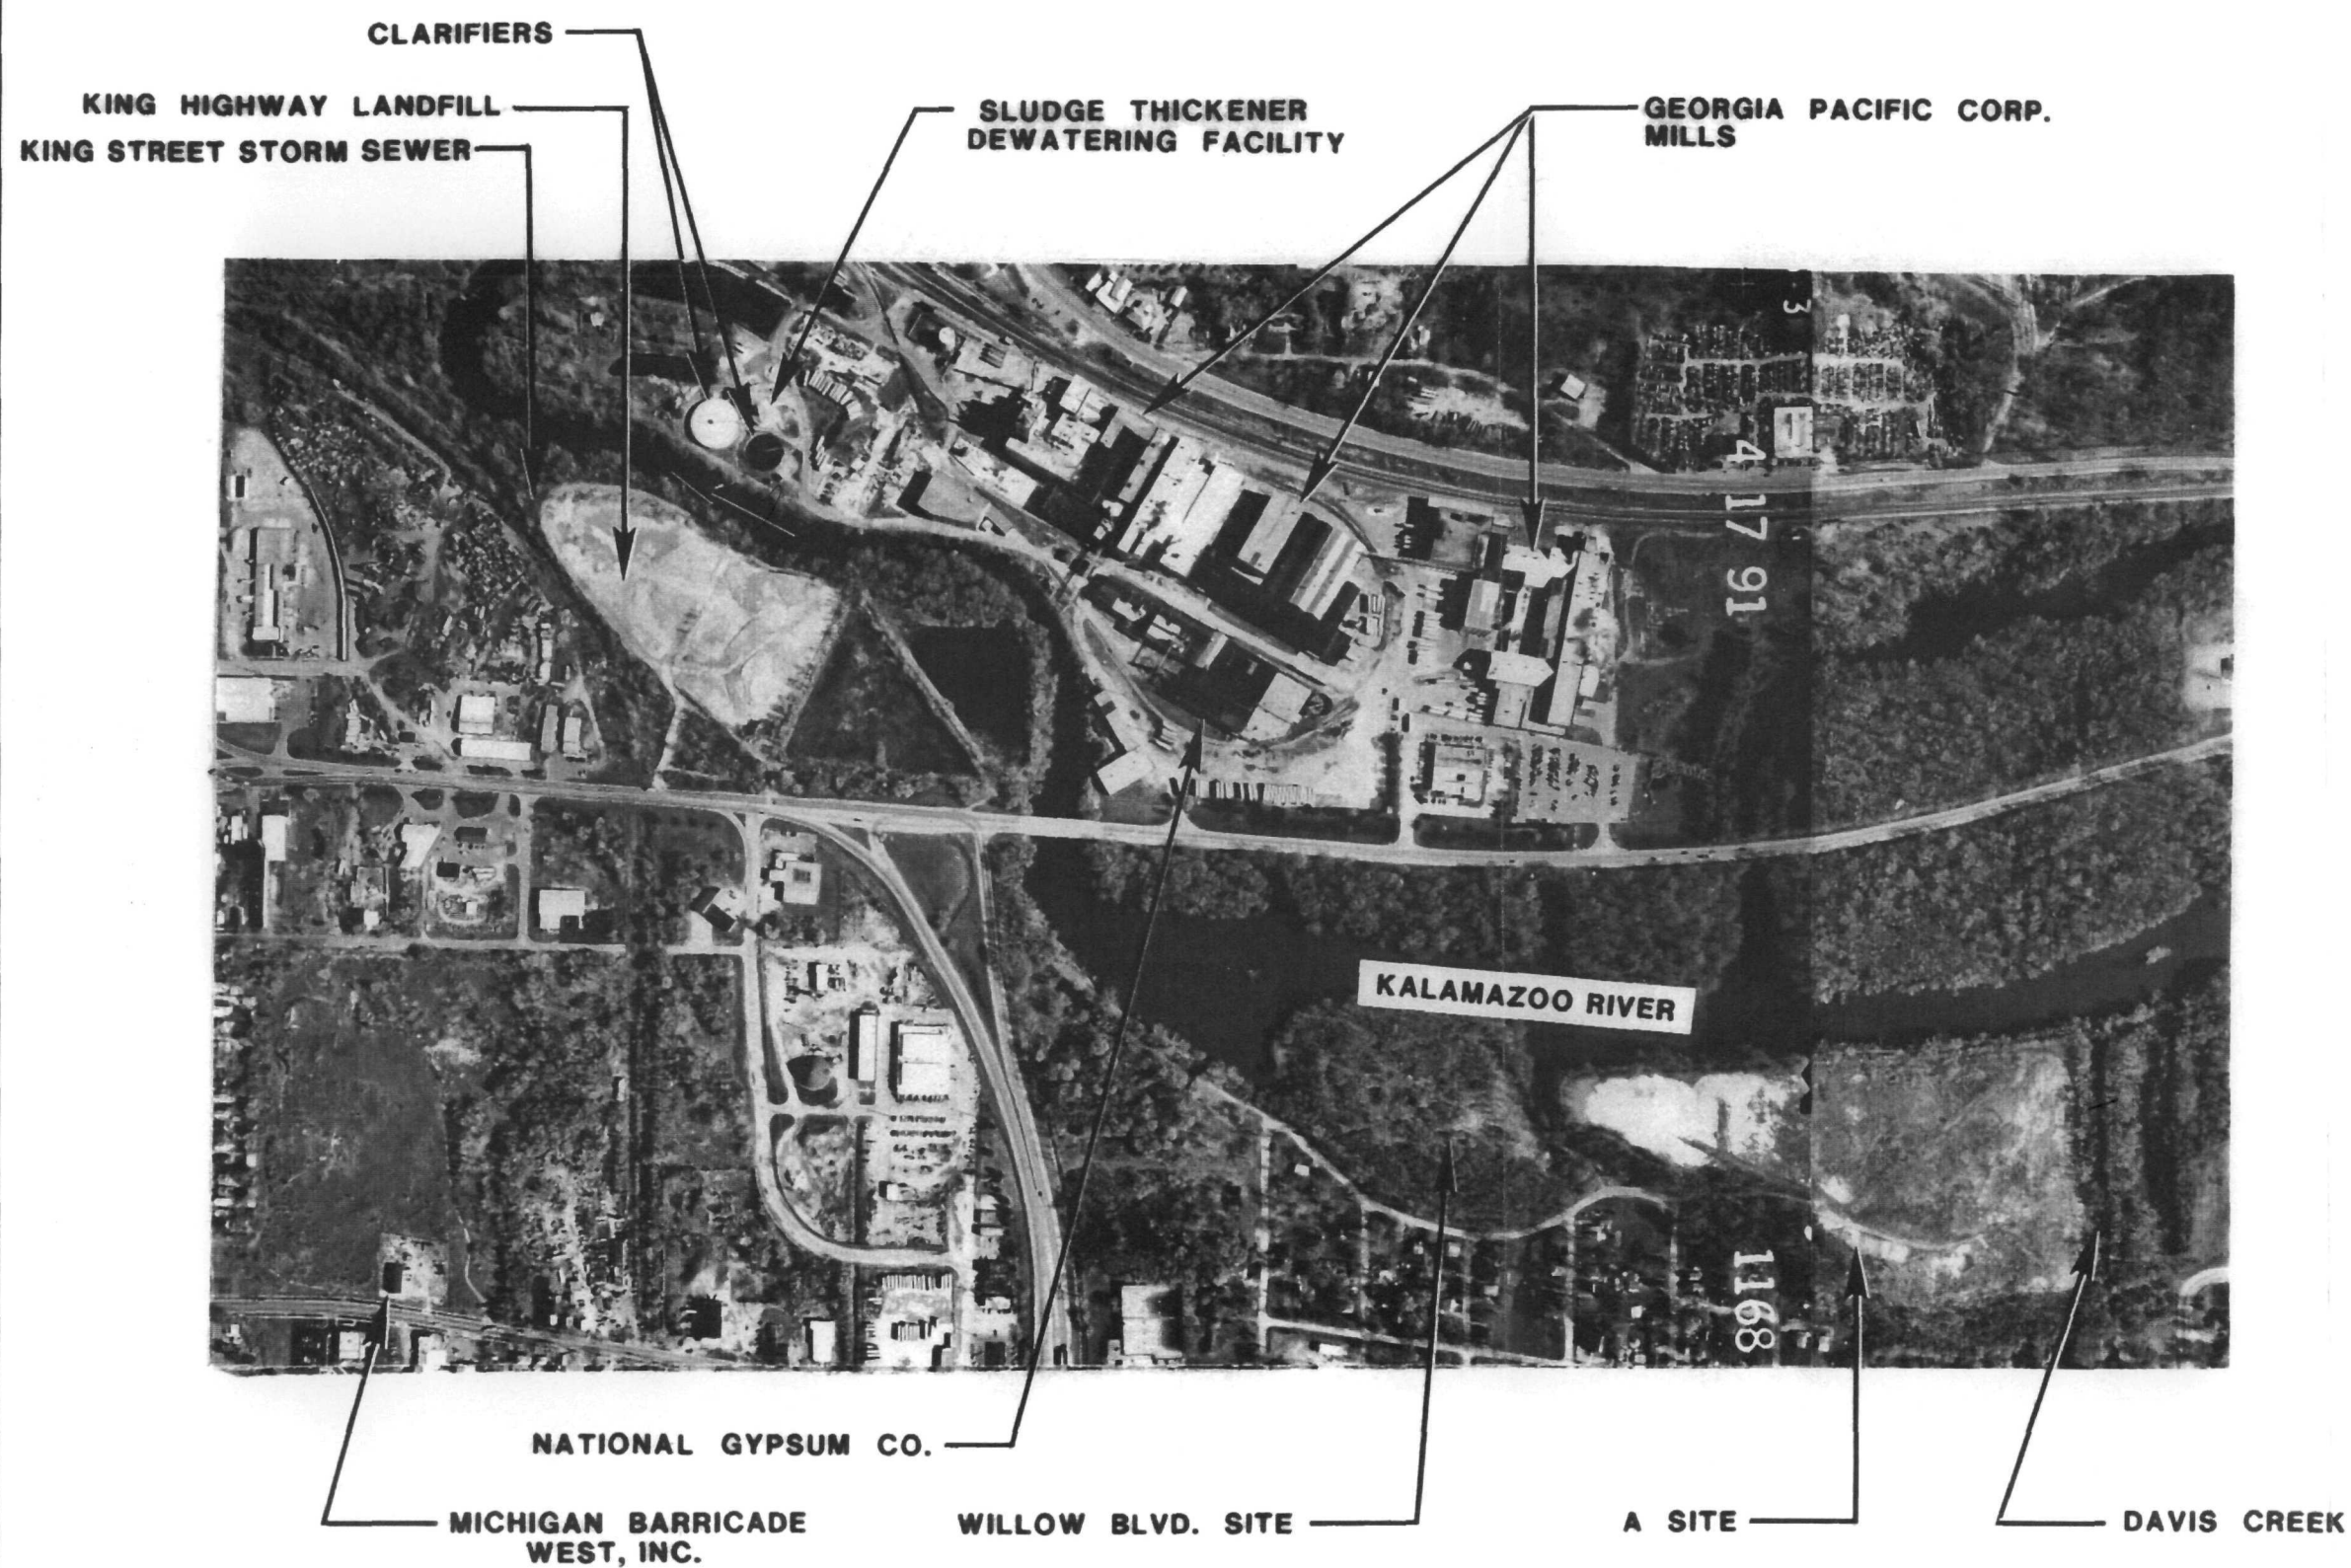 CLARIFIERS
KING HIGHWAY LANDFILL
KING STREET STORM SEWER
SLUDGE THICKENER
DEWATERING FACILITY
GEORGIA PACIFIC CORP.
MILLS
3
4 17 91
KALAMAZOO RIVER
1168
NATIONAL GYPSUM CO.
MICHIGAN BARRICADE
WEST, INC.
WILLOW BLVD. SITE
A SITE
DAVIS CREEK